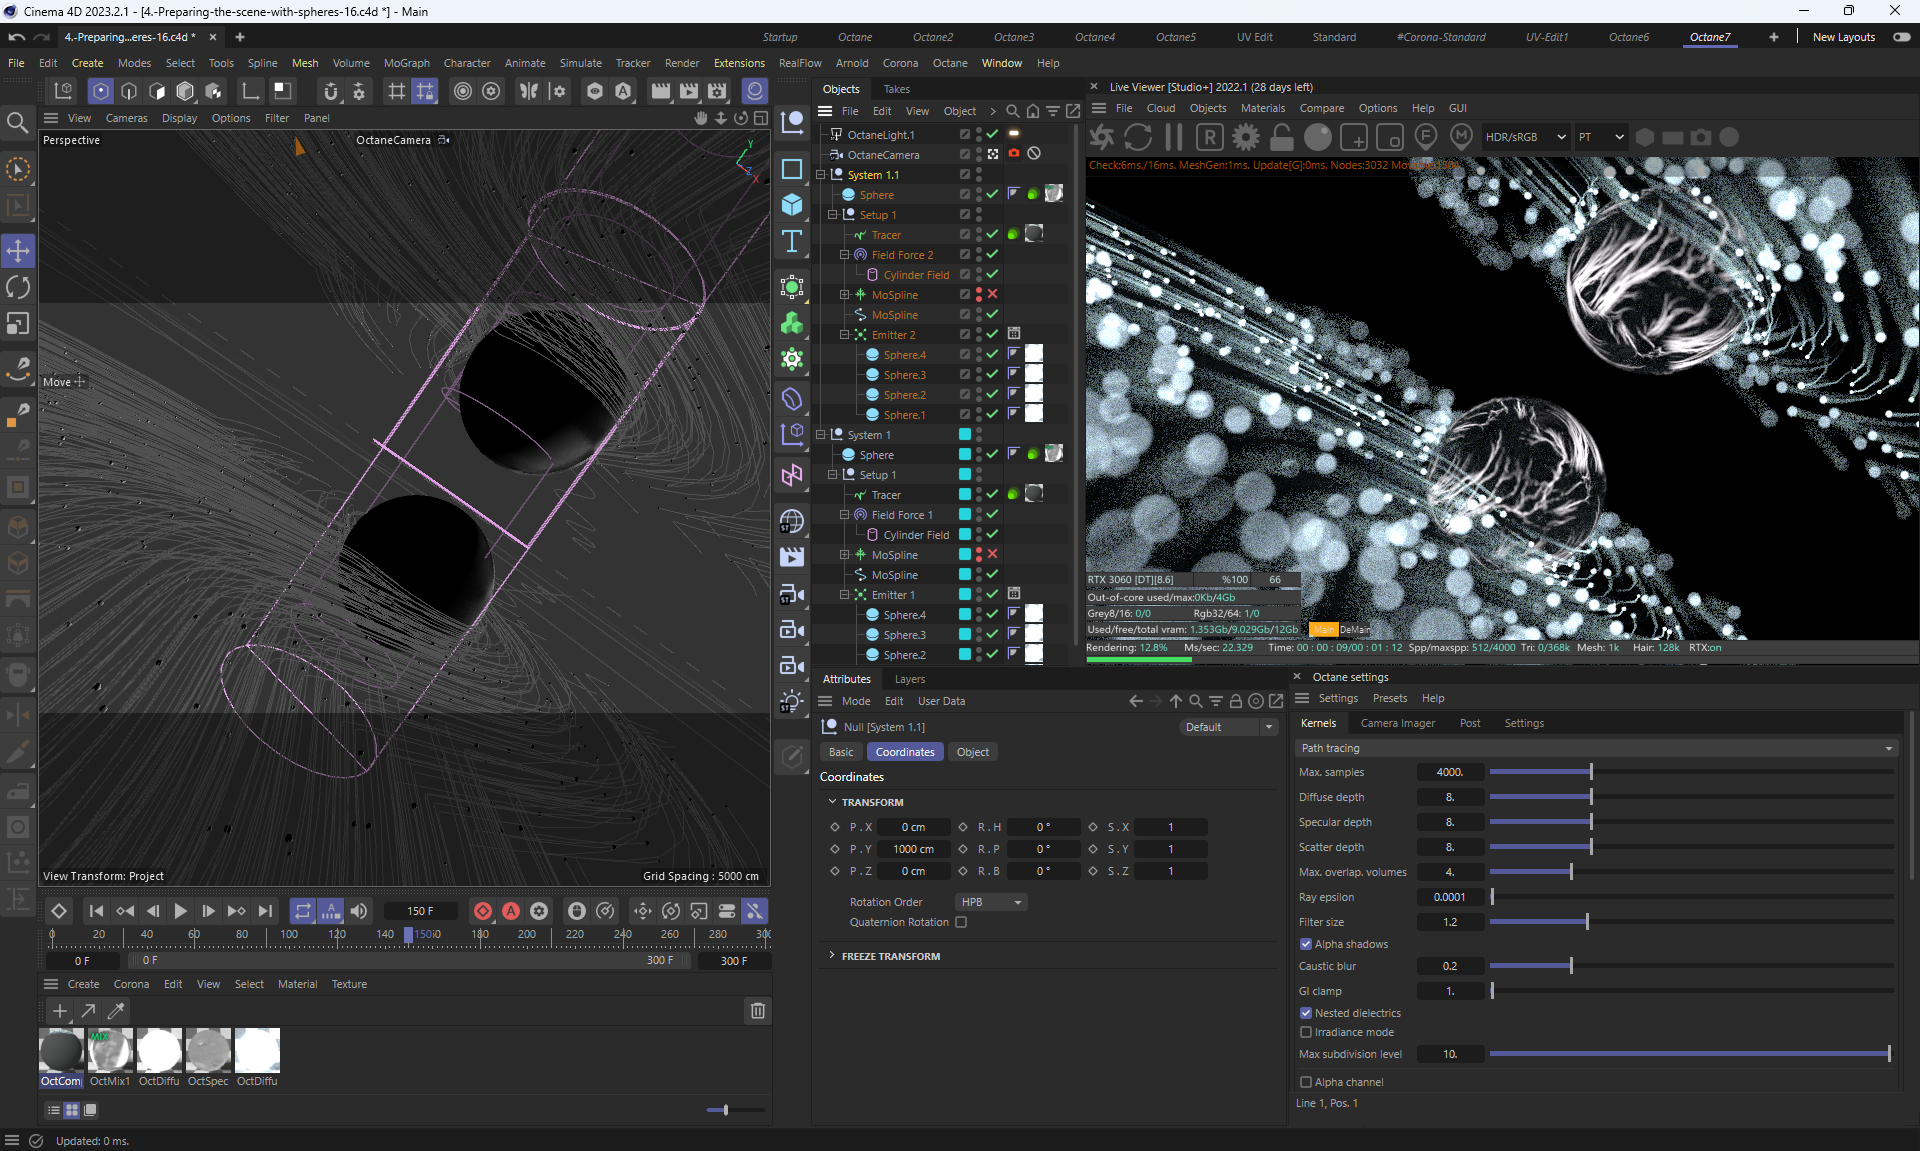 Cinema 4D 2023.2.1 - [4.-Preparing-the-scene-with-spheres-16.c4d *] - Main
4.-Preparing...eres-16.c4d *
Startup Octane Octane2 Octane3 Octane4 Octane5 UV Edit Standard #Corona-Standard UV-Edit1 Octane6 Octane7 New Layouts
File Edit Create Modes Select Tools Spline Mesh Volume MoGraph Character Animate Simulate Tracker Render Extensions RealFlow Arnold Corona Octane Window Help
View Cameras Display Options Filter Panel
Perspective
OctaneCamera
Y
Z
X
Move
View Transform: Project
Grid Spacing : 5000 cm
150 F
0 20 40 60 80 100 120 140 150 180 200 220 240 260 280 30
0 F 0 F 300 F 300 F
Create Corona Edit View Select Material Texture
MIX
OctCom OctMix1 OctDiffu OctSpec OctDiffu
Updated: 0 ms.
Objects Takes
File Edit View Object
OctaneLight.1
OctaneCamera
System 1.1
Sphere
Setup 1
Tracer
Field Force 2
Cylinder Field
MoSpline
MoSpline
Emitter 2
Sphere.4
Sphere.3
Sphere.2
Sphere.1
System 1
Sphere
Setup 1
Tracer
Field Force 1
Cylinder Field
MoSpline
MoSpline
Emitter 1
Sphere.4
Sphere.3
Sphere.2
ST
ST
Attributes Layers
Mode Edit User Data
Null [System 1.1]
Default
Basic Coordinates Object
Coordinates
TRANSFORM
P . X 0 cm R . H 0 ° S . X 1
P . Y 1000 cm R . P 0 ° S . Y 1
P . Z 0 cm R . B 0 ° S . Z 1
Rotation Order HPB
Quaternion Rotation
FREEZE TRANSFORM
Live Viewer [Studio+] 2022.1 (28 days left)
File Cloud Objects Materials Compare Options Help GUI
R F M HDR/sRGB PT
Check:6ms./16ms. MeshGen:1ms. Update[G]:0ms. Nodes:3032
RTX 3060 [DT][8.6] %100 66
Out-of-core used/max:0Kb/4Gb
Grey8/16: 0/0 Rgb32/64: 1/0
Used/free/total vram: 1.353Gb/9.029Gb/12Gb Main DeMain
Rendering: 12.8% Ms/sec: 22.329 Time: 00 : 00 : 09/00 : 01 : 12 Spp/maxspp: 512/4000 Tri: 0/368k Mesh: 1k Hair: 128k RTX:on
Octane settings
Settings Presets Help
Kernels Camera Imager Post Settings
Path tracing
Max. samples 4000.
Diffuse depth 8.
Specular depth 8.
Scatter depth 8.
Max. overlap. volumes 4.
Ray epsilon 0.0001
Filter size 1.2
Alpha shadows
Caustic blur 0.2
GI clamp 1.
Nested dielectrics
Irradiance mode
Max subdivision level 10.
Alpha channel
Line 1, Pos. 1